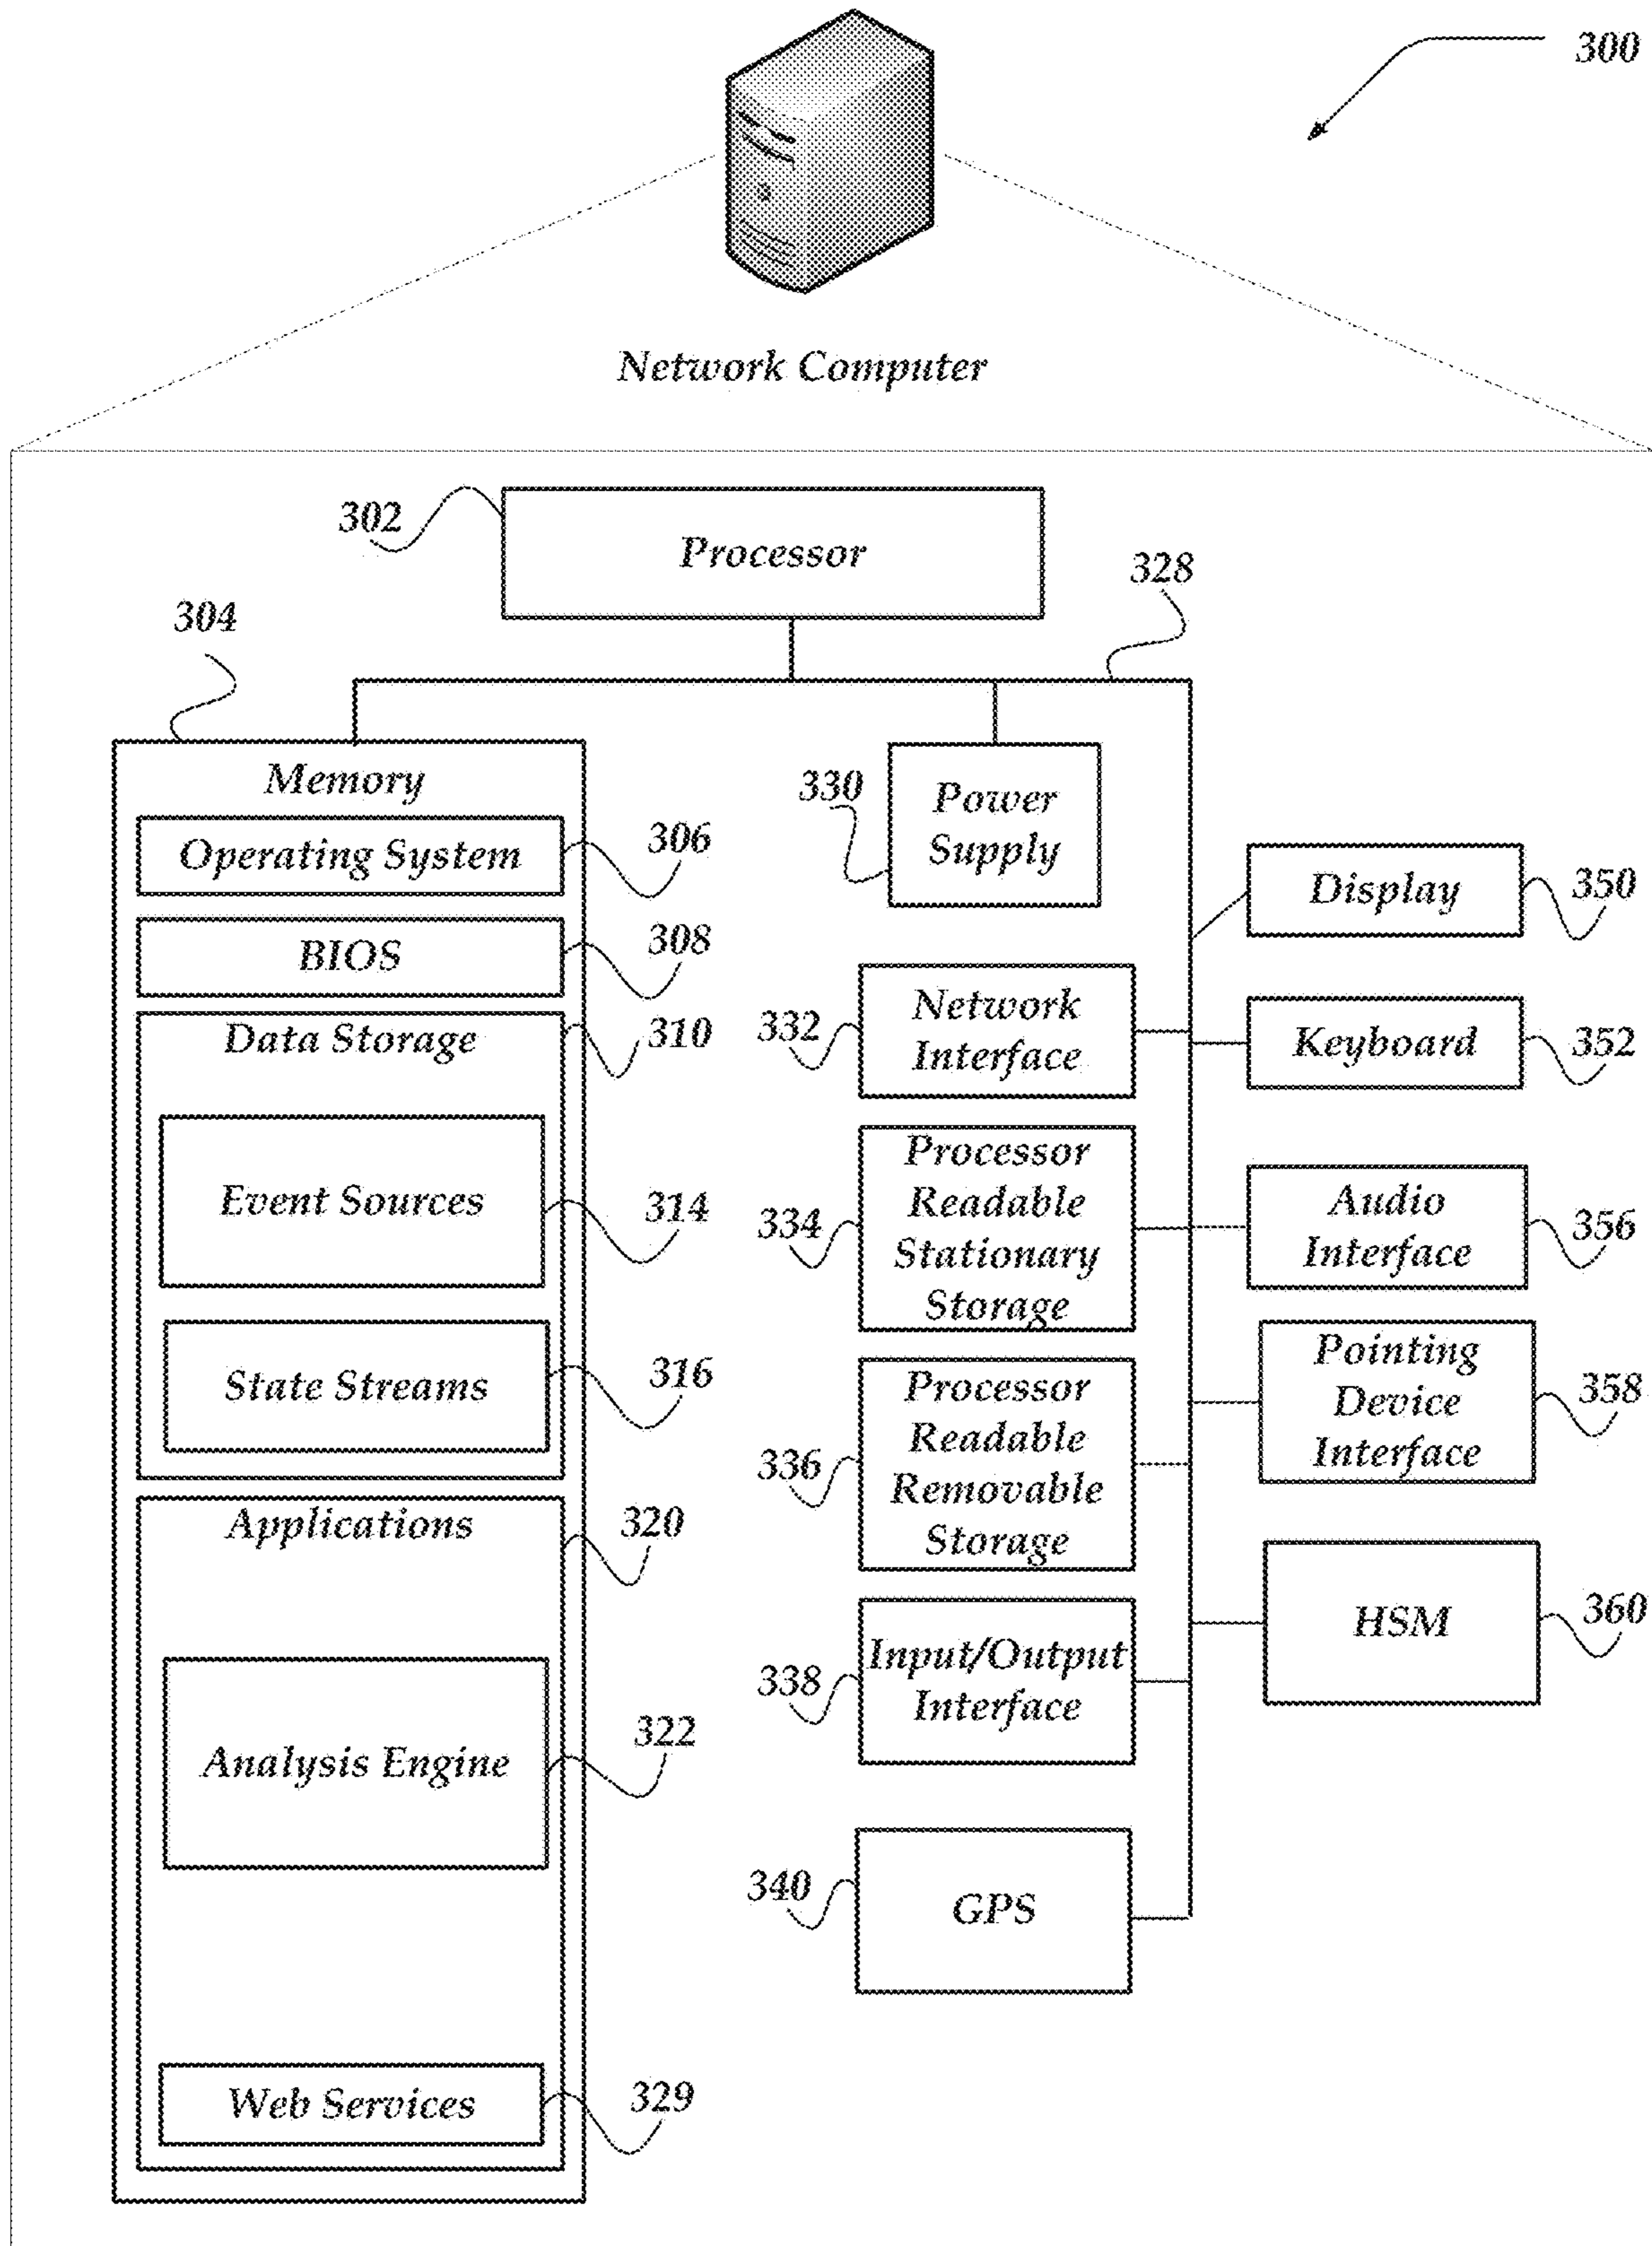 300
Network Computer
302
Processor
328
304
Memory
Operating System
306
BIOS
308
Data Storage
310
Event Sources
314
State Streams
316
Applications
320
Analysis Engine
322
Web Services
329
330
Power
Supply
332
Network
Interface
334
Processor
Readable
Stationary
Storage
336
Processor
Readable
Removable
Storage
338
Input/Output
Interface
340
GPS
Display
350
Keyboard
352
Audio
Interface
356
Pointing
Device
Interface
358
HSM
360